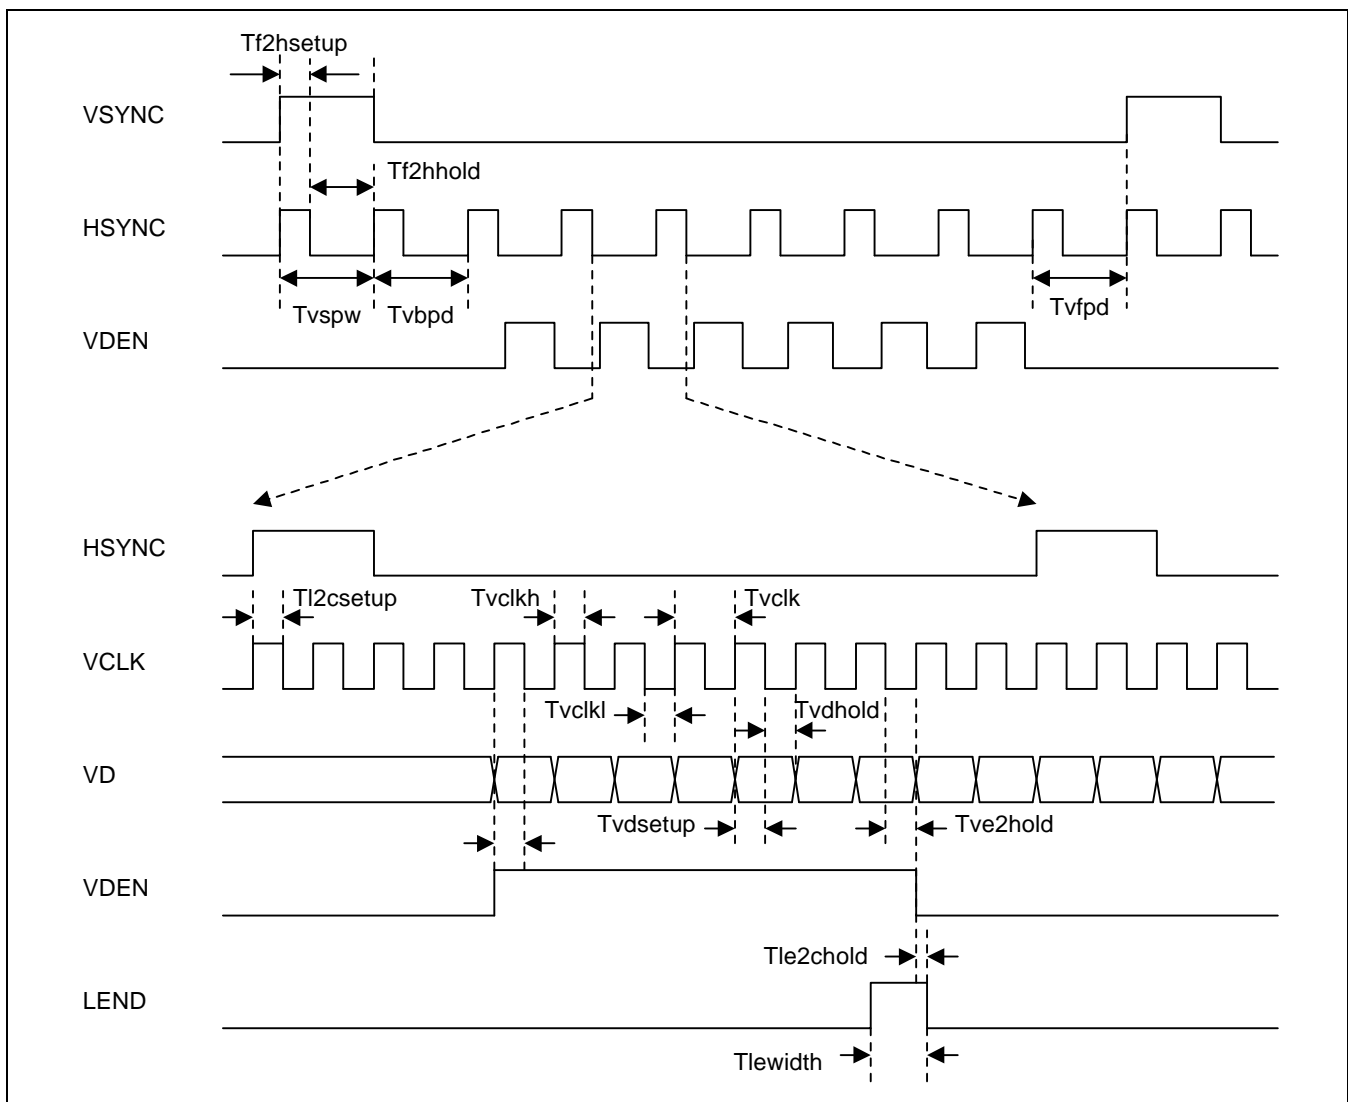 Tf2hsetup
VSYNC
Tf2hhold
HSYNC
Tvspw
Tvbpd
Tvfpd
VDEN
HSYNC
Tl2csetup
Tvclkh
Tvclk
VCLK
Tvclkl
Tvdhold
VD
Tvdsetup
Tve2hold
VDEN
Tle2chold
LEND
Tlewidth